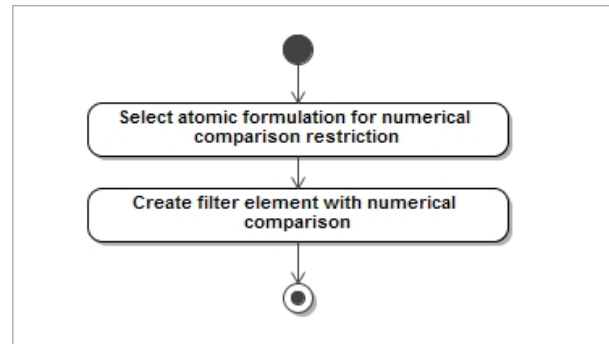 Select atomic formulation for numerical
comparison restriction
Create filter element with numerical
comparison